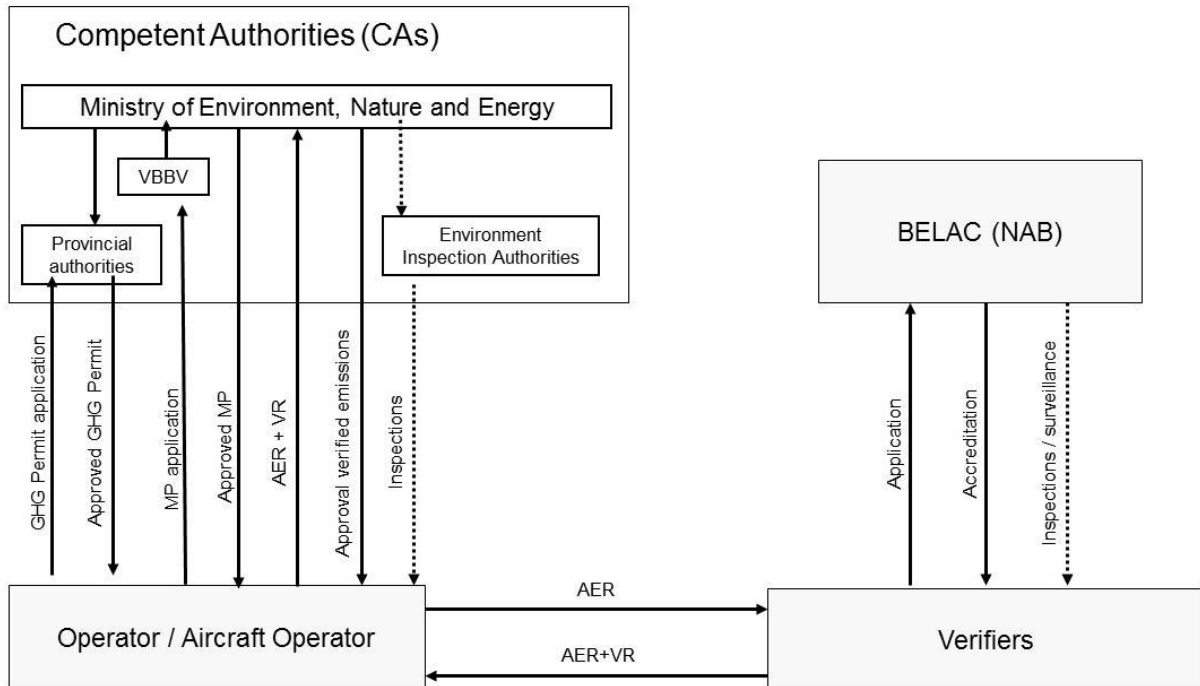 Competent Authorities (CAs)
Ministry of Environment, Nature and Energy
VBBV
Provincial
authorities
Environment
Inspection Authorities
BELAC (NAB)
GHG Permit application
Approved GHG Permit
MP application
Approved MP
AER + VR
Approval verified emissions
Inspections
Application
Accreditation
Inspections / surveillance
Operator / Aircraft Operator
AER
AER+VR
Verifiers